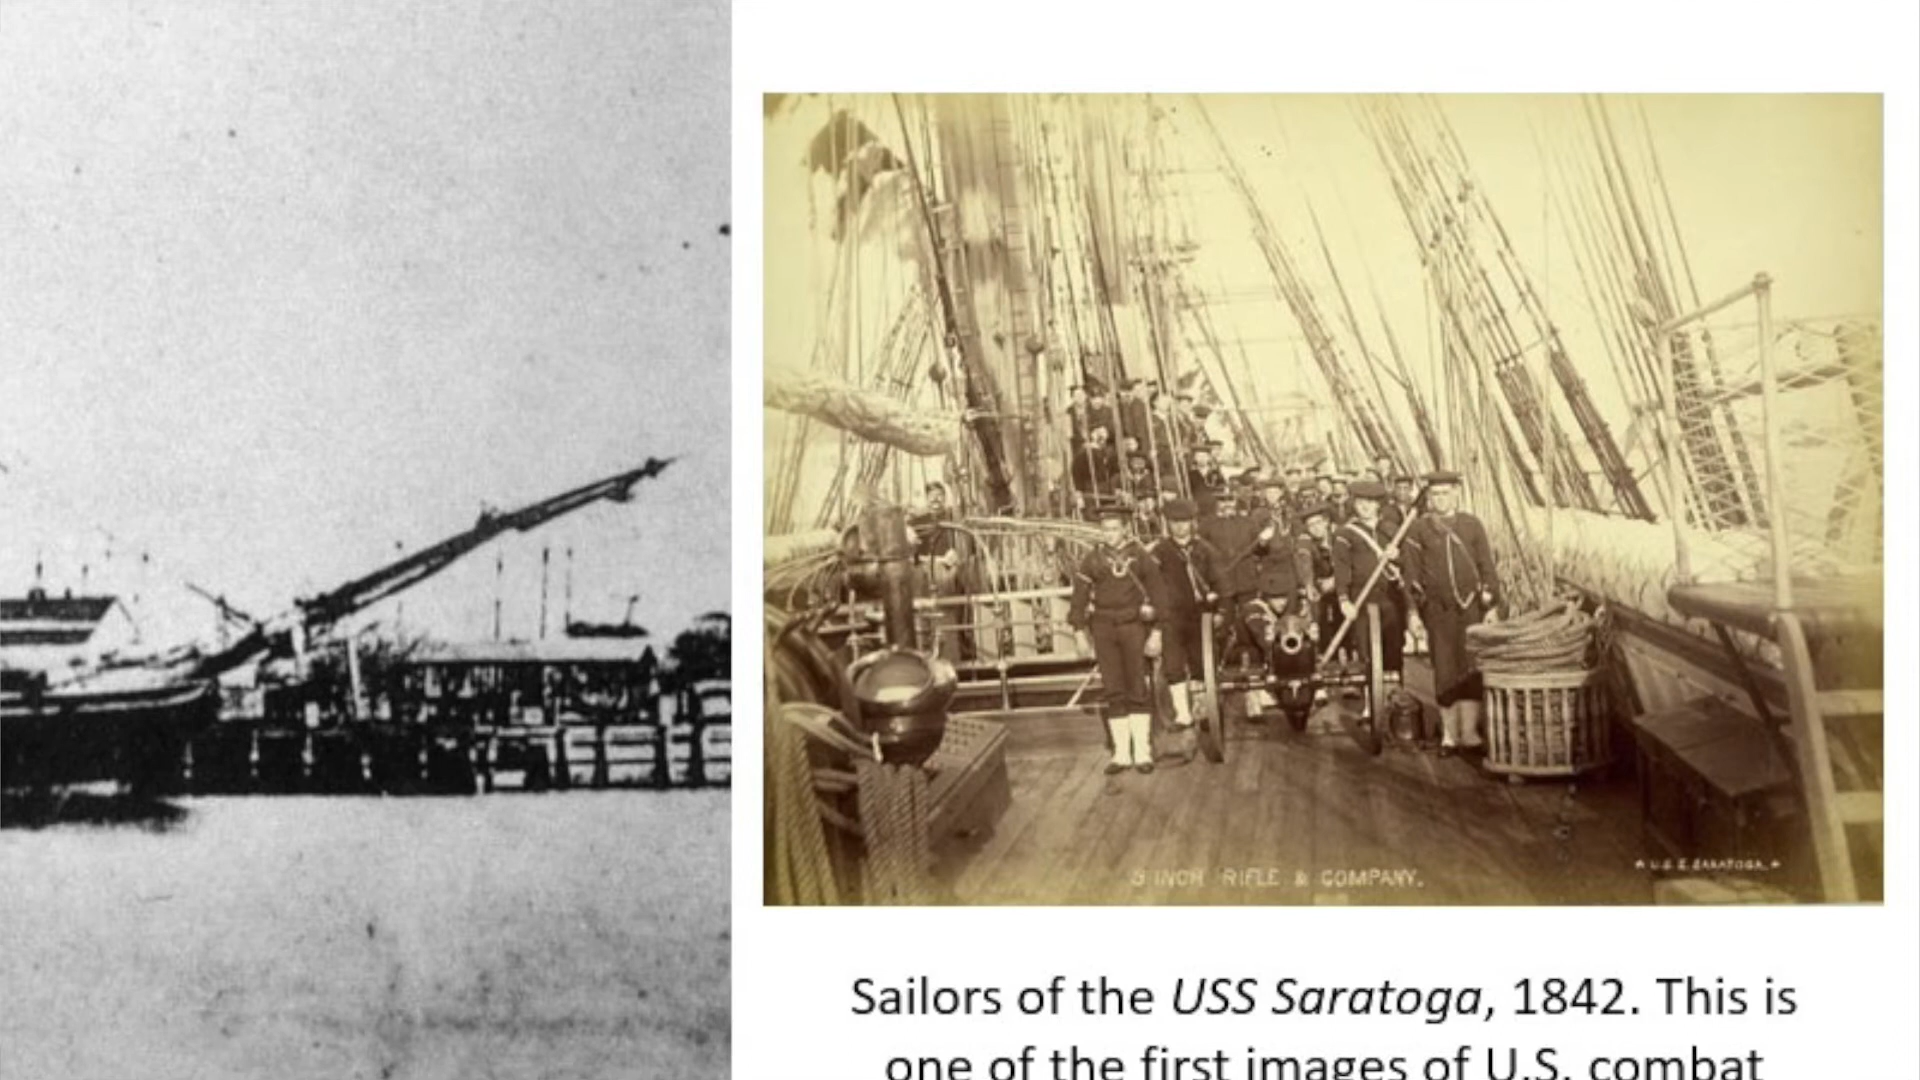 3 INCH RIFLE & COMPANY.
* U.S.S. SARATOGA. *
Sailors of the USS Saratoga, 1842. This is
one of the first images of U.S. combat